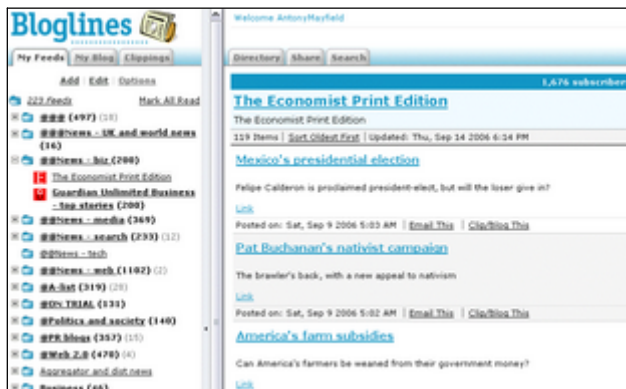 Bloglines
Welcome AntonyMayfield
My Feeds My Blog Clippings
Directory Share Search
Add | Edit | Options
223 feeds Mark All Read
@@@ (497) (18)
@@@News - UK and world news
(16)
@@News - biz (200)
The Economist Print Edition
Guardian Unlimited Business
- top stories (200)
@@News - media (369)
@@News - search (233) (12)
@@News - tech
@@News - web (1102) (2)
@A-list (319) (28)
@On TRIAL (131)
@Politics and society (140)
@PR blogs (357) (15)
@Web 2.0 (478) (4)
Aggregator and dist news
Business (46)
1,676 subscriber
The Economist Print Edition
The Economist Print Edition
119 Items | Sort Oldest First | Updated: Thu, Sep 14 2006 6:14 PM
Mexico's presidential election
Felipe Calderon is proclaimed president-elect, but will the loser give in?
Link
Posted on: Sat, Sep 9 2006 5:03 AM | Email This | Clip/Blog This
Pat Buchanan's nativist campaign
The brawler's back, with a new appeal to nativism
Link
Posted on: Sat, Sep 9 2006 5:02 AM | Email This | Clip/Blog This
America's farm subsidies
Can America's farmers be weaned from their government money?
Link